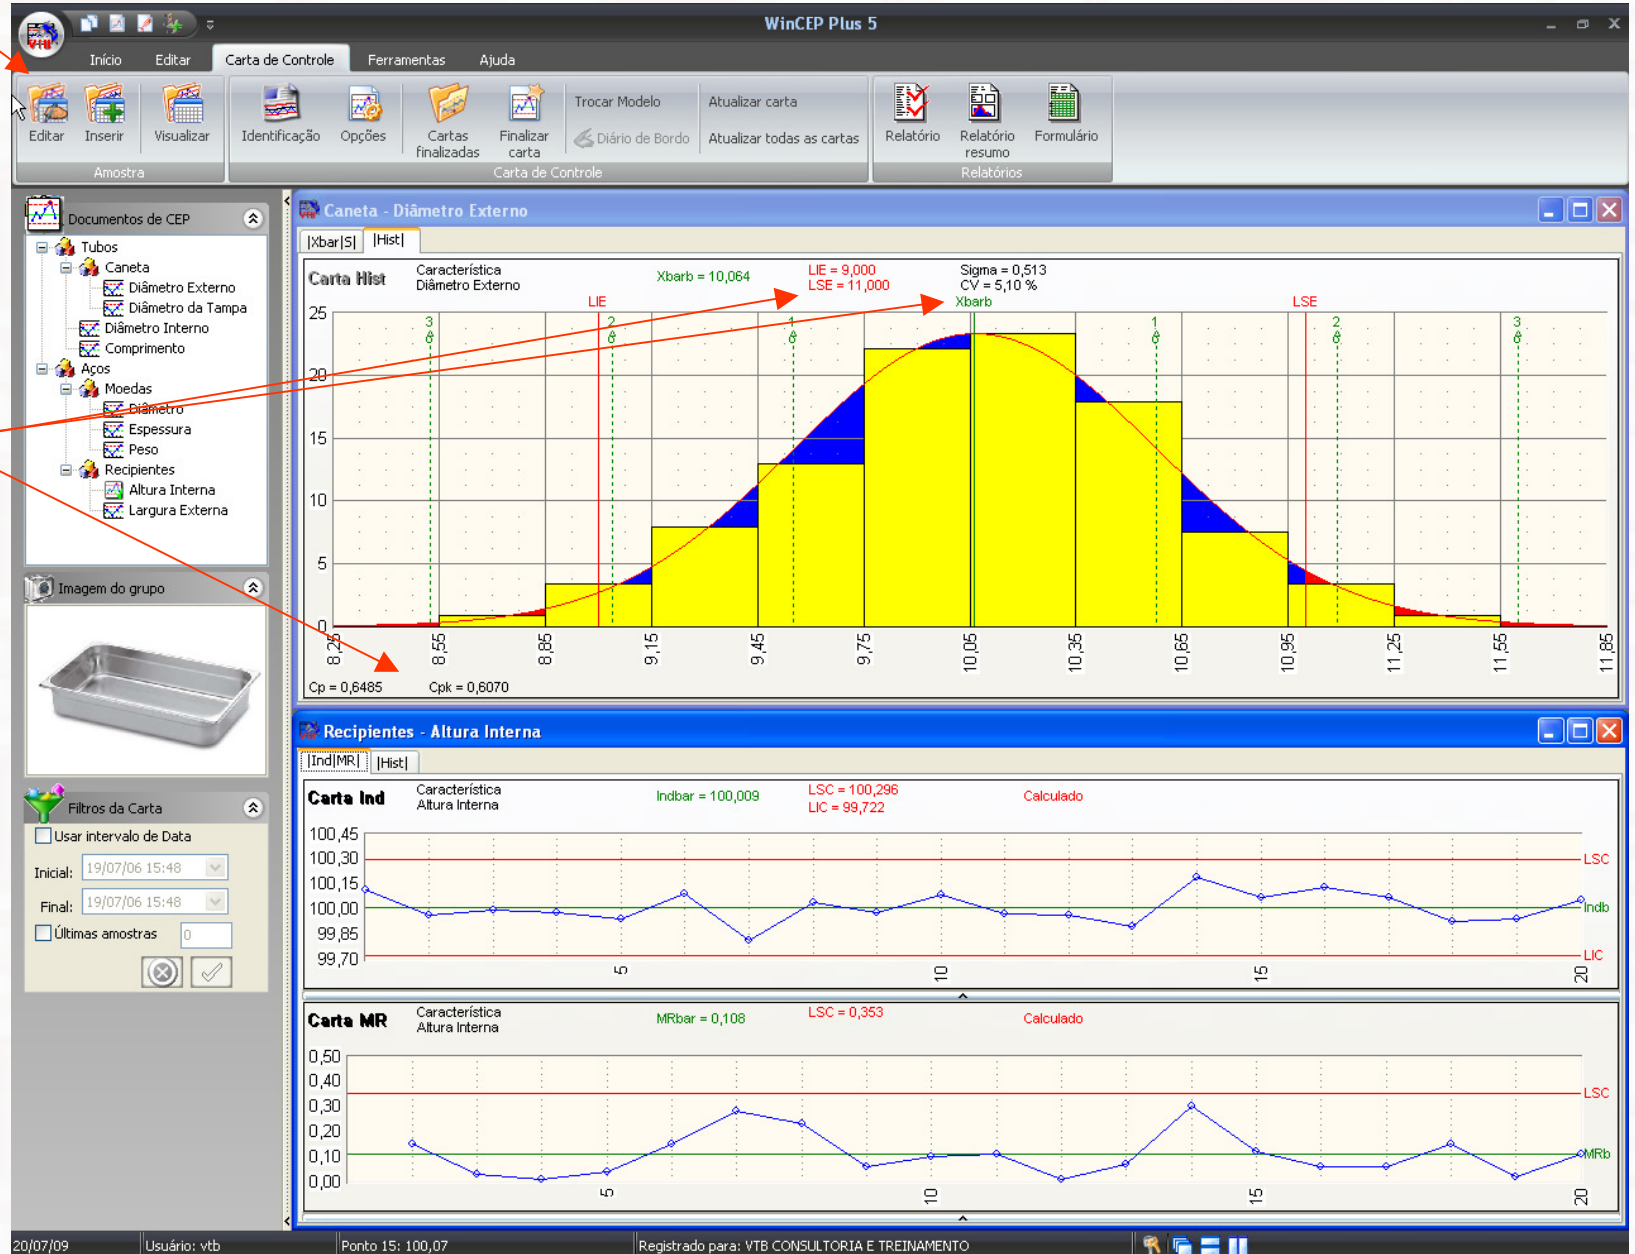 WinCEP Plus 5
Início Editar Carta de Controle Ferramentas Ajuda
Editar Inserir Visualizar
Amostra
Identificação Opções Cartas finalizadas Finalizar carta
Trocar Modelo Atualizar carta
Diário de Bordo Atualizar todas as cartas
Carta de Controle
Relatório Relatório resumo Formulário
Relatórios
Documentos de CEP
Tubos
Caneta
Diâmetro Externo
Diâmetro da Tampa
Diâmetro Interno
Comprimento
Aços
Moedas
Diâmetro
Espessura
Peso
Recipientes
Altura Interna
Largura Externa
Imagem do grupo
Filtros da Carta
Usar intervalo de Data
Inicial: 19/07/06 15:48
Final: 19/07/06 15:48
Últimas amostras 0
Caneta - Diâmetro Externo
|Xbar|S| |Hist|
Carta Hist
Característica
Diâmetro Externo
Xbarb = 10,064
LIE = 9,000
LSE = 11,000
Sigma = 0,513
CV = 5,10 %
LIE Xbarb LSE
3 2 1 1 2 3
25
20
15
10
5
0
8,25 8,55 8,85 9,15 9,45 9,75 10,05 10,35 10,65 10,95 11,25 11,55 11,85
Cp = 0,6485 Cpk = 0,6070
Recipientes - Altura Interna
|Ind|MR| |Hist|
Carta Ind
Característica
Altura Interna
Indbar = 100,009
LSC = 100,296
LIC = 99,722
Calculado
100,45
100,30
100,15
100,00
99,85
99,70
LSC
Indb
LIC
5 10 15 20
Carta MR
Característica
Altura Interna
MRbar = 0,108
LSC = 0,353
Calculado
0,50
0,40
0,30
0,20
0,10
0,00
LSC
MRb
5 10 15 20
20/07/09 Usuário: vtb Ponto 15: 100,07 Registrado para: VTB CONSULTORIA E TREINAMENTO